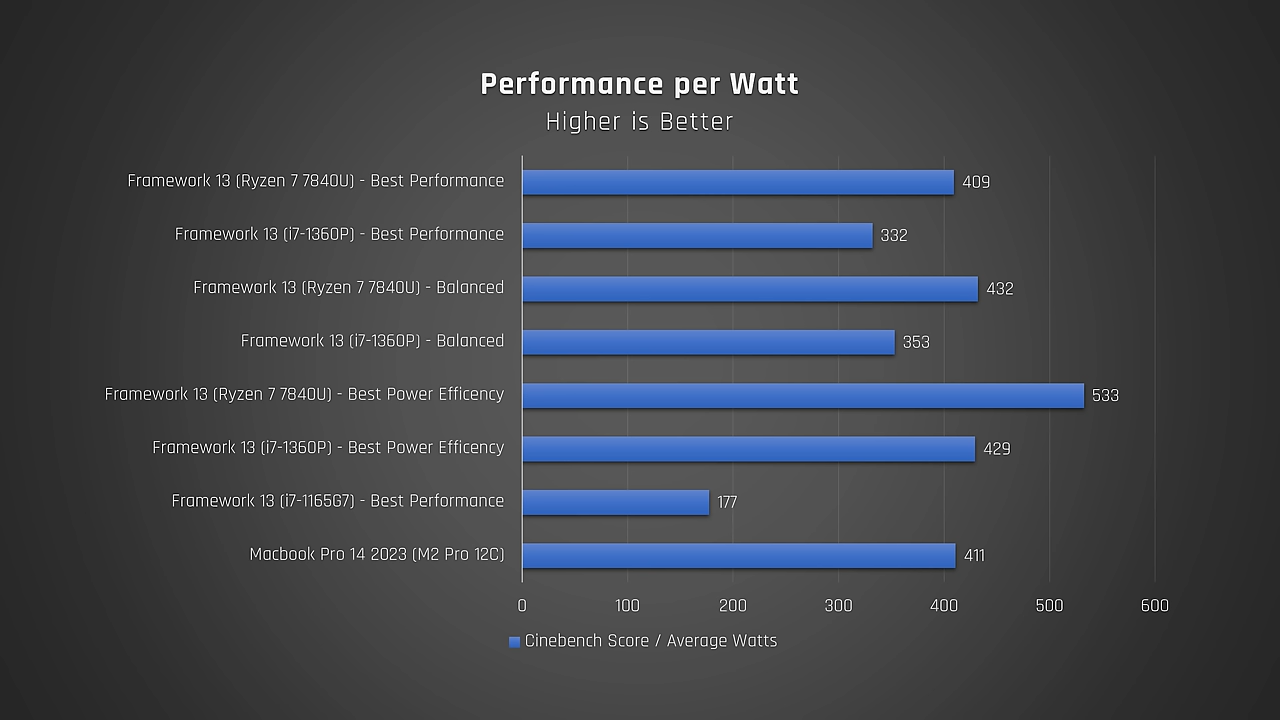 Performance per Watt
Higher is Better
Framework 13 (Ryzen 7 7840U) - Best Performance 409
Framework 13 (i7-1360P) - Best Performance 332
Framework 13 (Ryzen 7 7840U) - Balanced 432
Framework 13 (i7-1360P) - Balanced 353
Framework 13 (Ryzen 7 7840U) - Best Power Efficency 533
Framework 13 (i7-1360P) - Best Power Efficency 429
Framework 13 (i7-1165G7) - Best Performance 177
Macbook Pro 14 2023 (M2 Pro 12C) 411
0 100 200 300 400 500 600
Cinebench Score / Average Watts